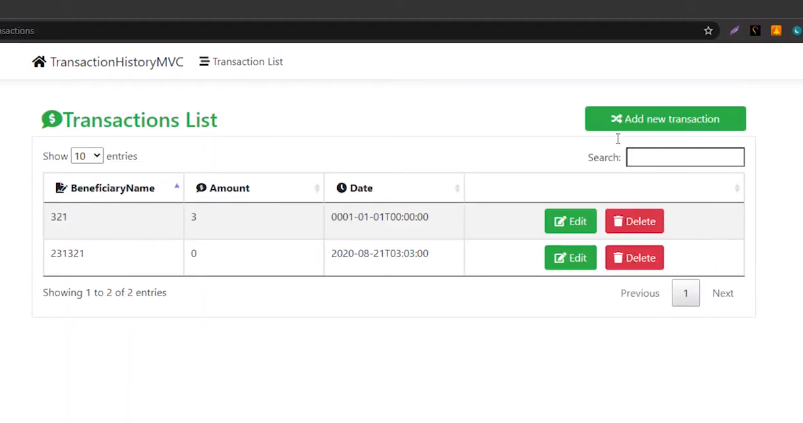 sactions
TransactionHistoryMVC Transaction List
Transactions List
Add new transaction
Show 10 entries
Search:
BeneficiaryName Amount Date
321 3 0001-01-01T00:00:00 Edit Delete
231321 0 2020-08-21T03:03:00 Edit Delete
Showing 1 to 2 of 2 entries
Previous 1 Next